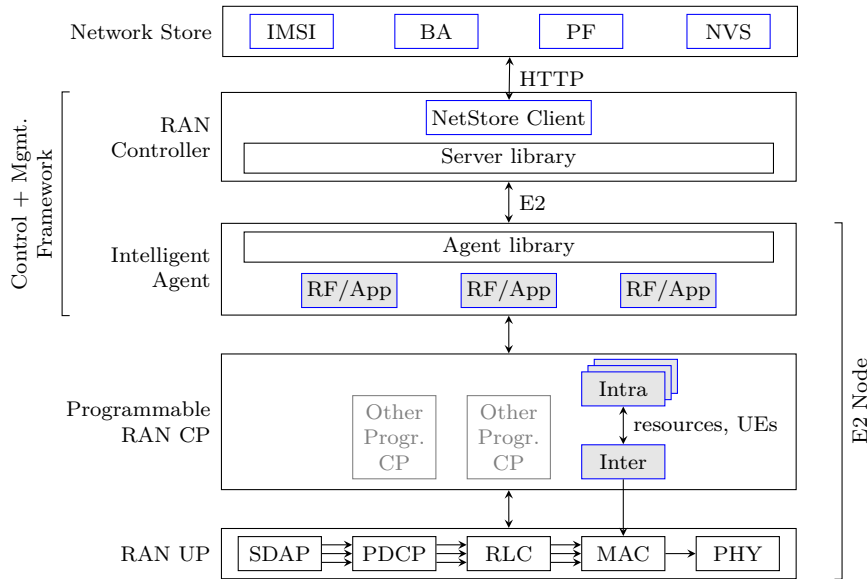 Network Store
IMSI
BA
PF
NVS
HTTP
Control + Mgmt.
Framework
RAN
Controller
NetStore Client
Server library
E2
Intelligent
Agent
Agent library
RF/App
RF/App
RF/App
Programmable
RAN CP
Other
Progr.
CP
Other
Progr.
CP
Intra
resources, UEs
Inter
E2 Node
RAN UP
SDAP
PDCP
RLC
MAC
PHY